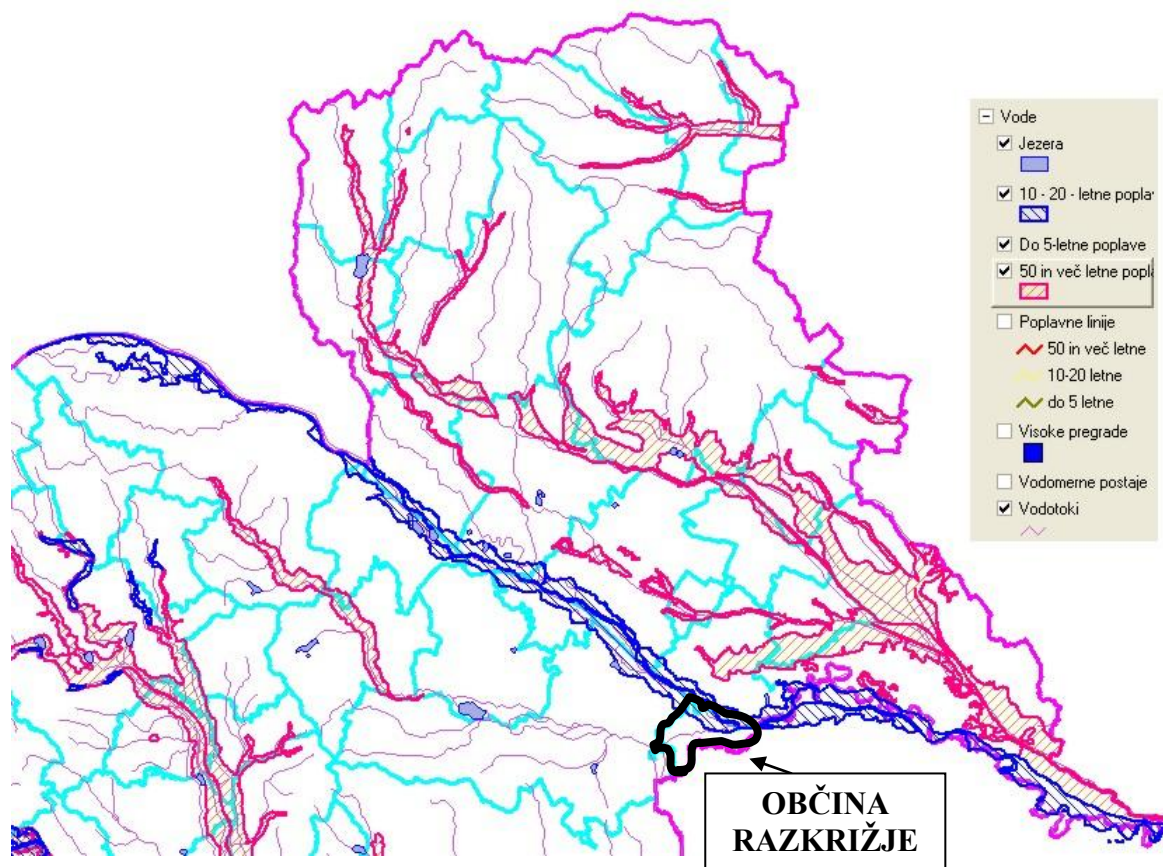 Vode
Jezera
10 - 20 - letne popla
Do 5-letne poplave
50 in več letne popl
Poplavne linije
50 in več letne
10-20 letne
do 5 letne
Visoke pregrade
Vodomerne postaje
Vodotoki
OBČINA
RAZKRIŽJE